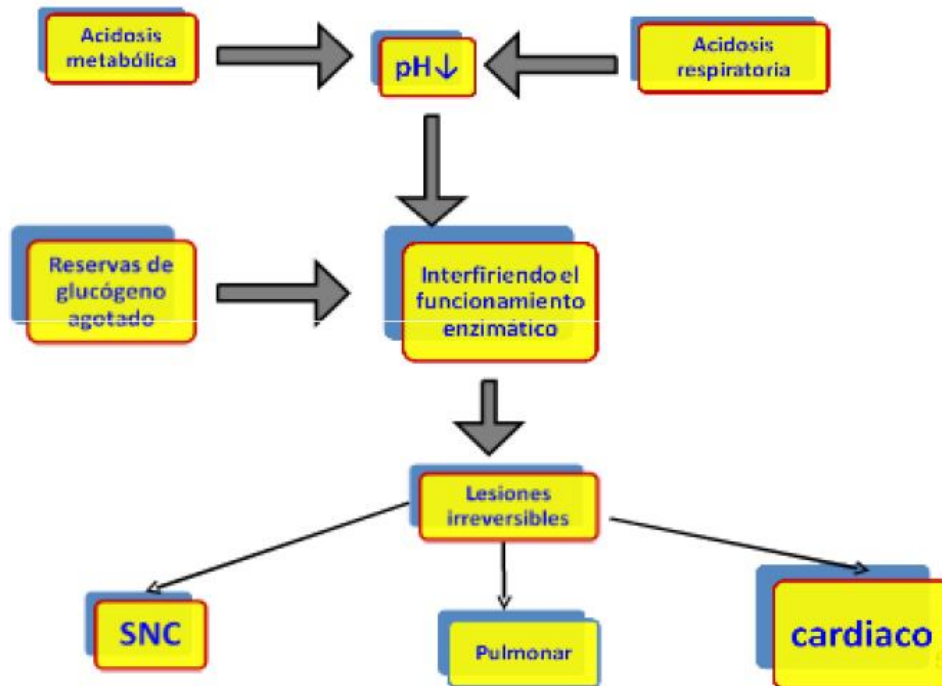 Acidosis
metabólica
pH↓
Acidosis
respiratoria
Reservas de
glucógeno
agotado
Interfiriendo el
funcionamiento
enzimático
Lesiones
irreversibles
SNC
Pulmonar
cardiaco